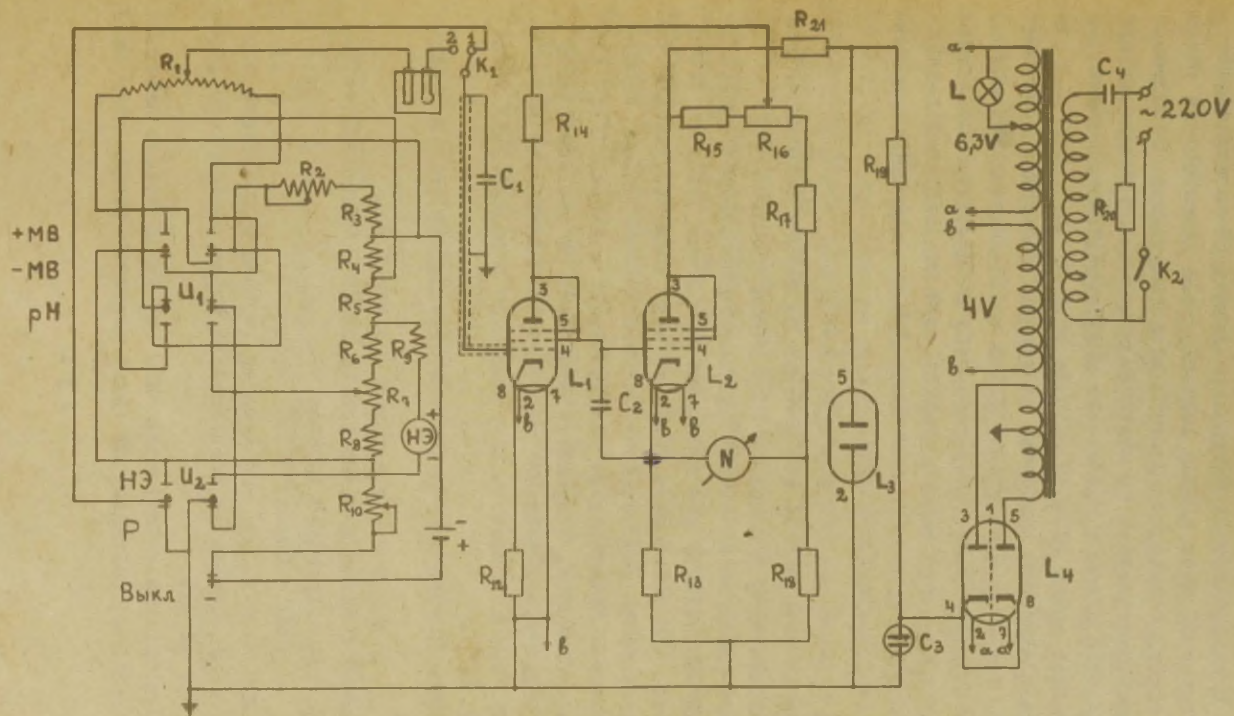 R₁
2 1
K₁
R₂
R₃
R₄
R₅
R₆
R₇
R₈
R₉
R₁₀
+МВ
-МВ
pH
U₁
НЭ
U₂
Р
Выкл
-
+
НЭ
-
-
+
C₁
R₁₄
3
5
4
8
2
7
в
L₁
C₂
R₁₂
в
R₂₁
R₁₅
R₁₆
R₁₇
3
5
4
8
2
7
в
в
L₂
N
R₁₃
R₁₈
R₁₉
5
2
L₃
C₃
а
L
6,3V
а
в
4V
в
C₄
~220V
R₂₀
K₂
3 1 5
L₄
4
8
2
7
а
а